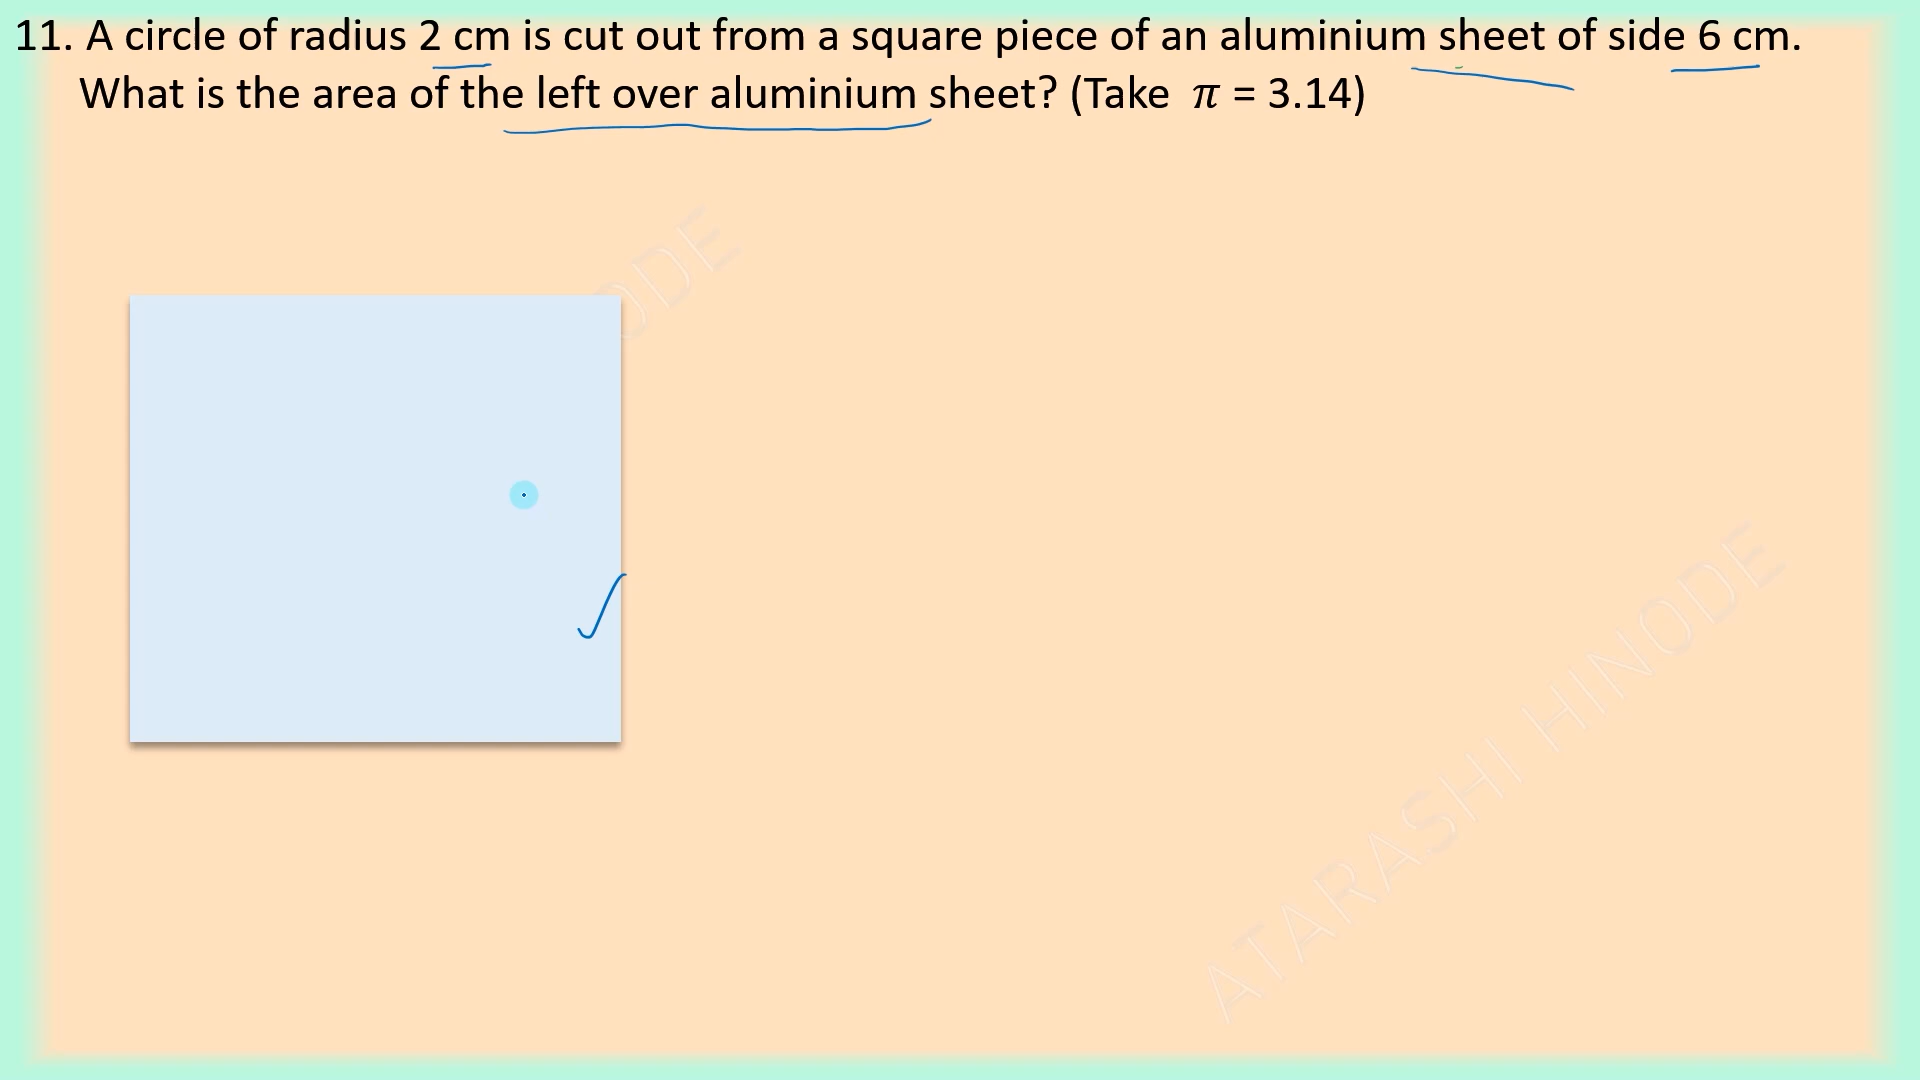 11. A circle of radius 2 cm is cut out from a square piece of an aluminium sheet of side 6 cm.
What is the area of the left over aluminium sheet? (Take π = 3.14)
ODE
ATARASHI HINODE